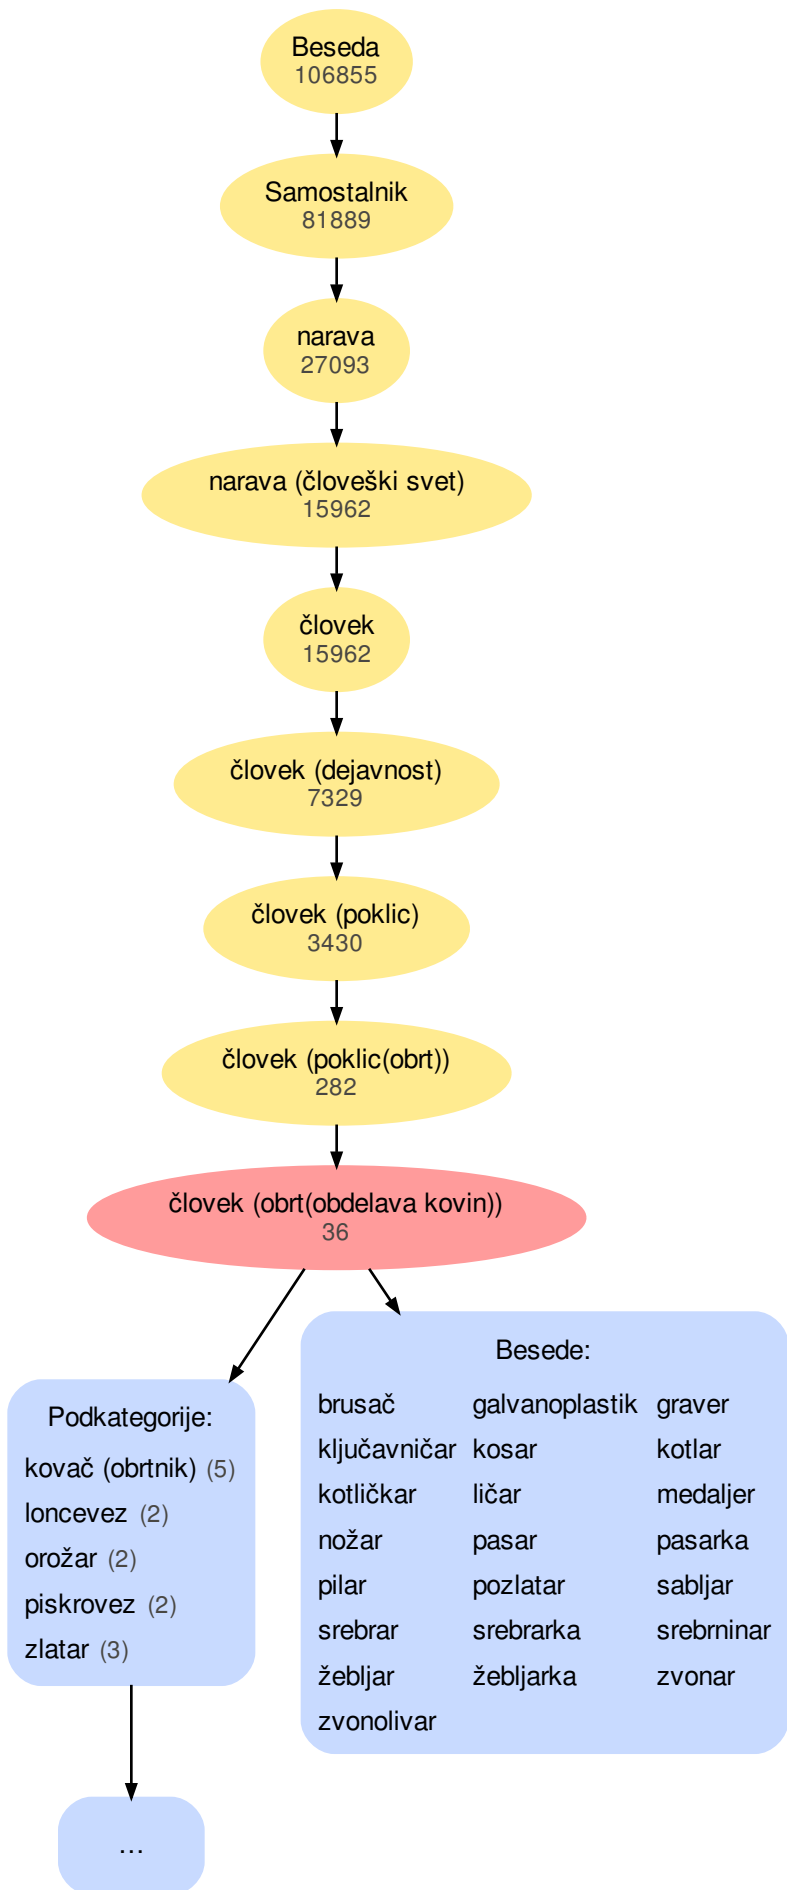 Beseda
106855
Samostalnik
81889
narava
27093
narava (človeški svet)
15962
človek
15962
človek (dejavnost)
7329
človek (poklic)
3430
človek (poklic(obrt))
282
človek (obrt(obdelava kovin))
36
Podkategorije:
kovač (obrtnik) (5)
loncevez (2)
orožar (2)
piskrovez (2)
zlatar (3)
...
Besede:
brusač galvanoplastik graver
ključavničar kosar kotlar
kotličkar ličar medaljer
nožar pasar pasarka
pilar pozlatar sabljar
srebrar srebrarka srebrninar
žebljar žebljarka zvonar
zvonolivar